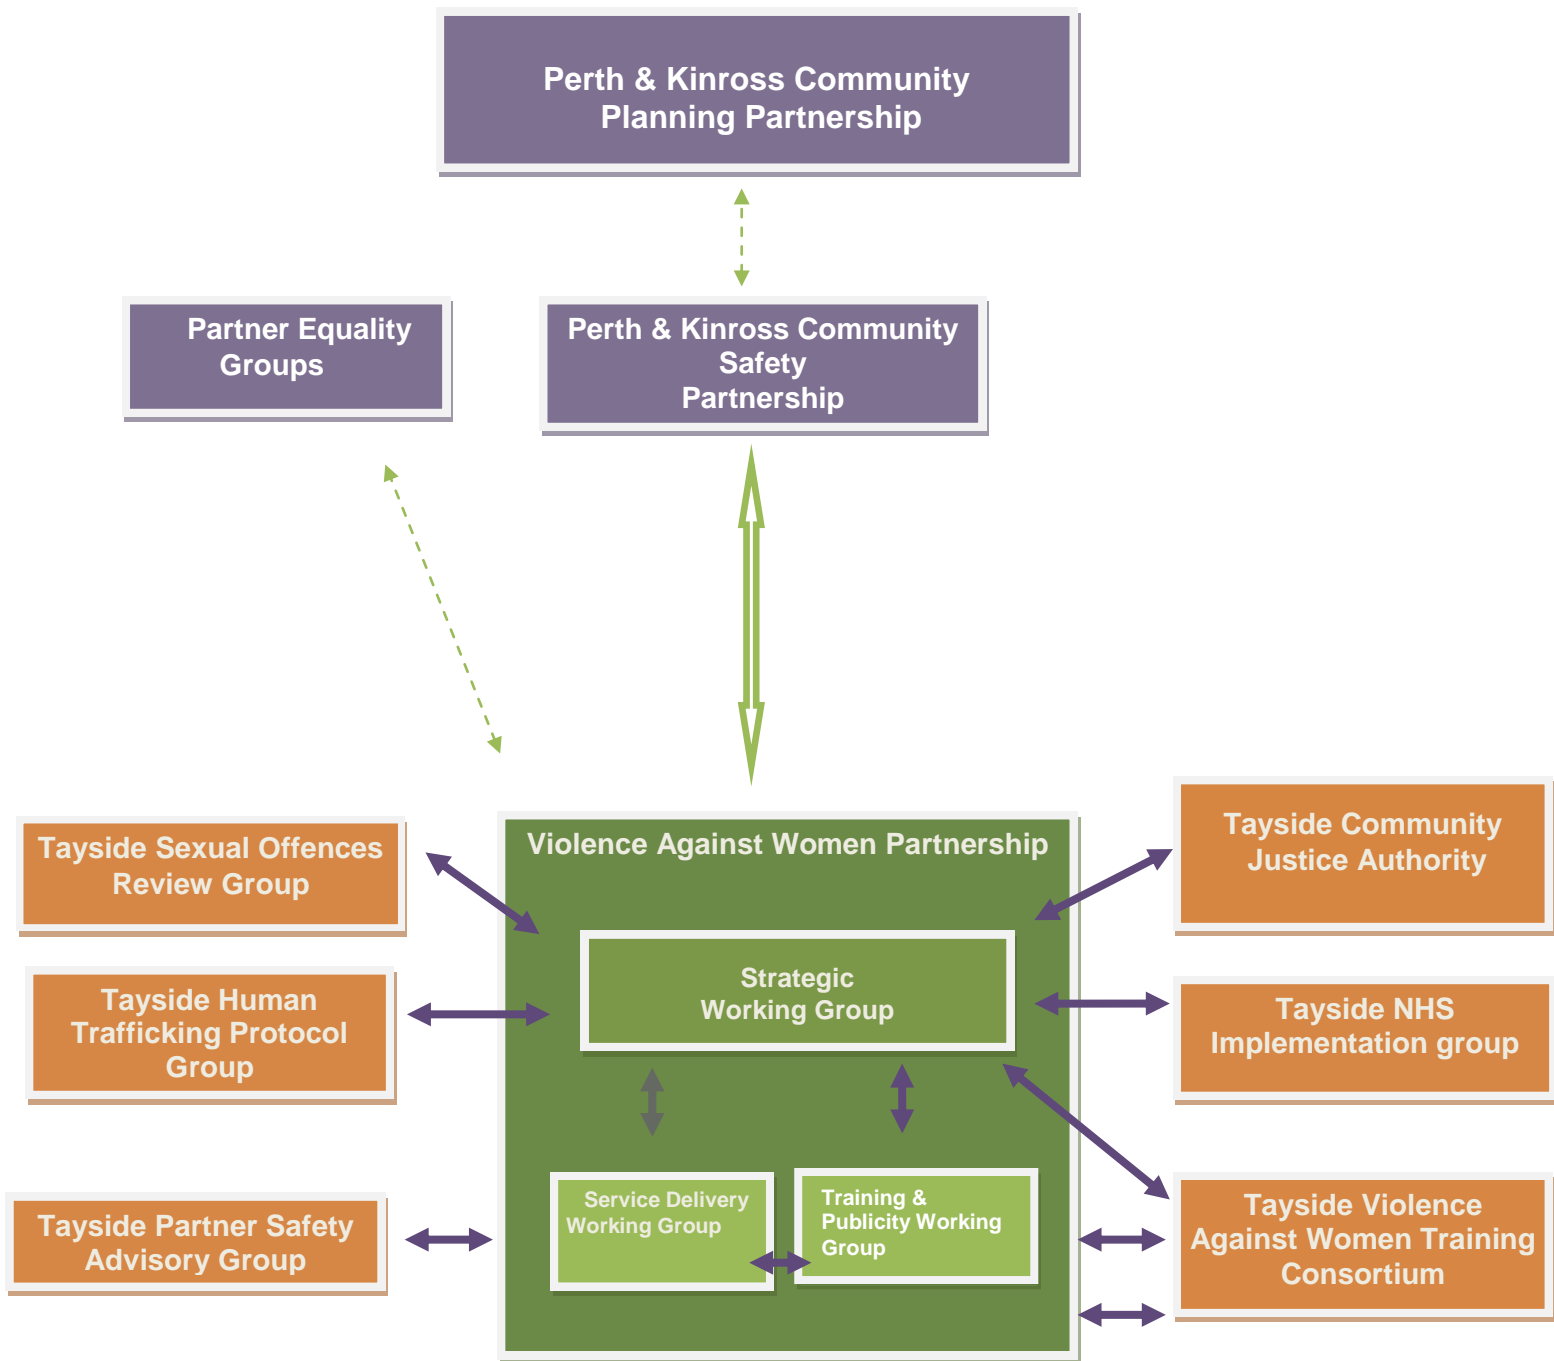 Perth & Kinross Community
Planning Partnership
Partner Equality
Groups
Perth & Kinross Community
Safety
Partnership
Tayside Sexual Offences
Review Group
Violence Against Women Partnership
Tayside Community
Justice Authority
Strategic
Working Group
Tayside Human
Trafficking Protocol
Group
Tayside NHS
Implementation group
Service Delivery
Working Group
Training &
Publicity Working
Group
Tayside Partner Safety
Advisory Group
Tayside Violence
Against Women Training
Consortium